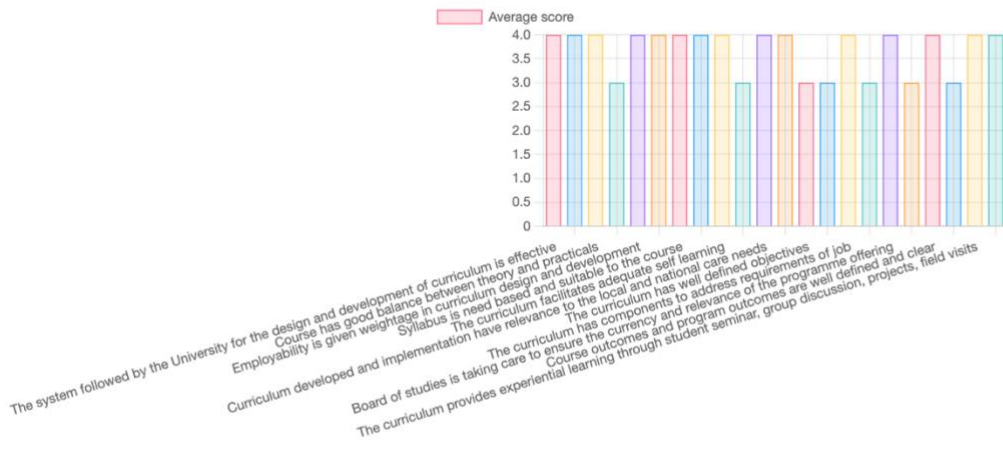 Average score
4.0
3.5
3.0
2.5
2.0
1.5
1.0
0.5
0
The system followed by the University for the design and development of curriculum is effective
Course has good balance between theory and practicals
Employability is given weightage in curriculum design and development
Syllabus is need based and suitable to the course
The curriculum facilitates adequate self learning
Curriculum developed and implementation have relevance to the local and national care needs
The curriculum has well defined objectives
The curriculum has components to address requirements of job
Board of studies is taking care to ensure the currency and relevance of the programme offering
Course outcomes and program outcomes are well defined and clear
The curriculum provides experiential learning through student seminar, group discussion, projects, field visits